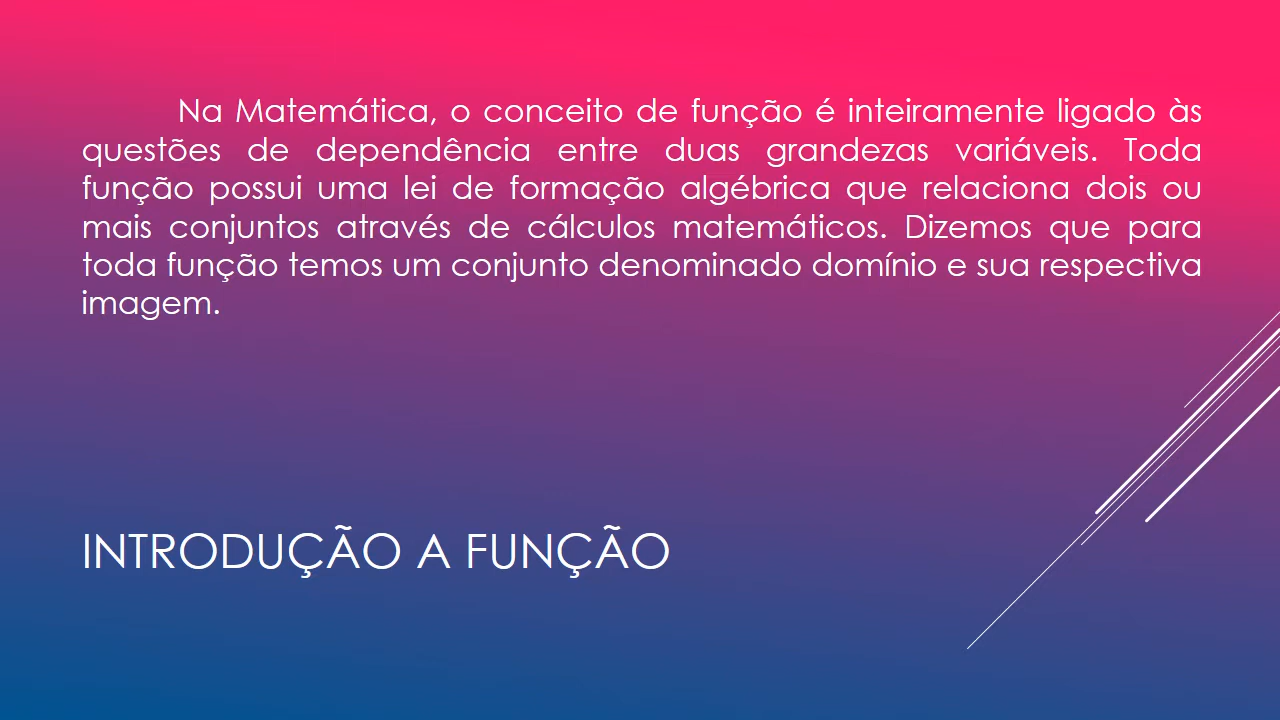 Na Matemática, o conceito de função é inteiramente ligado às
questões de dependência entre duas grandezas variáveis. Toda
função possui uma lei de formação algébrica que relaciona dois ou
mais conjuntos através de cálculos matemáticos. Dizemos que para
toda função temos um conjunto denominado domínio e sua respectiva
imagem.
INTRODUÇÃO A FUNÇÃO